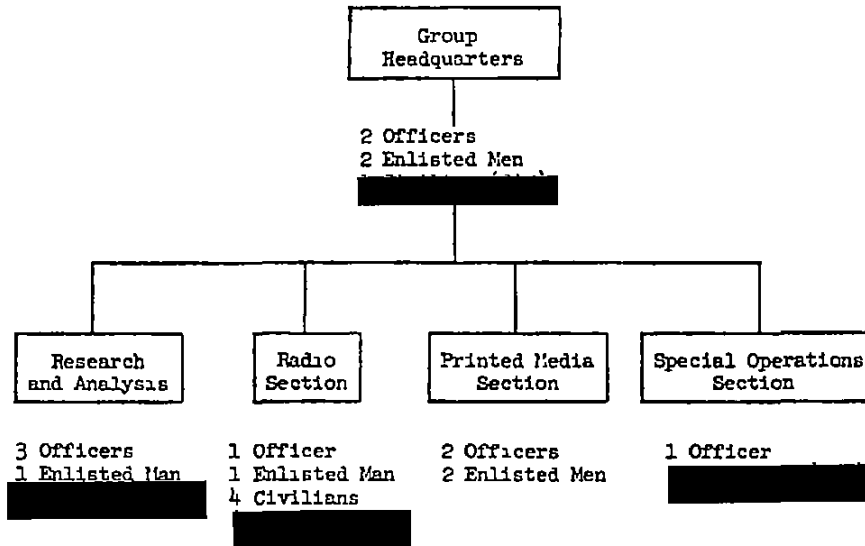 Group
Headquarters
2 Officers
2 Enlisted Men
Research
and Analysis
Radio
Section
Printed Media
Section
Special Operations
Section
3 Officers
1 Enlisted Man
1 Officer
1 Enlisted Man
4 Civilians
2 Officers
2 Enlisted Men
1 Officer